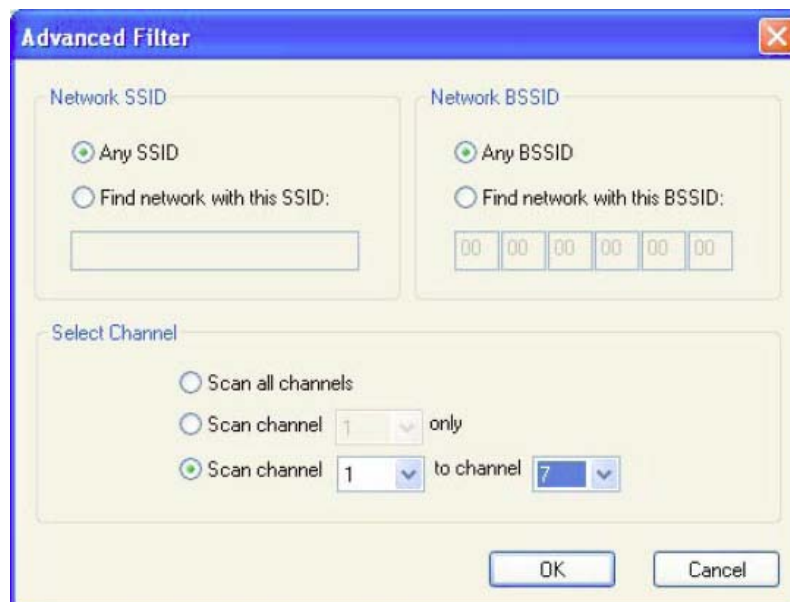 Advanced Filter
Network SSID
Any SSID
Find network with this SSID:
Network BSSID
Any BSSID
Find network with this BSSID:
00 00 00 00 00 00
Select Channel
Scan all channels
Scan channel 1 only
Scan channel 1 to channel 7
OK Cancel